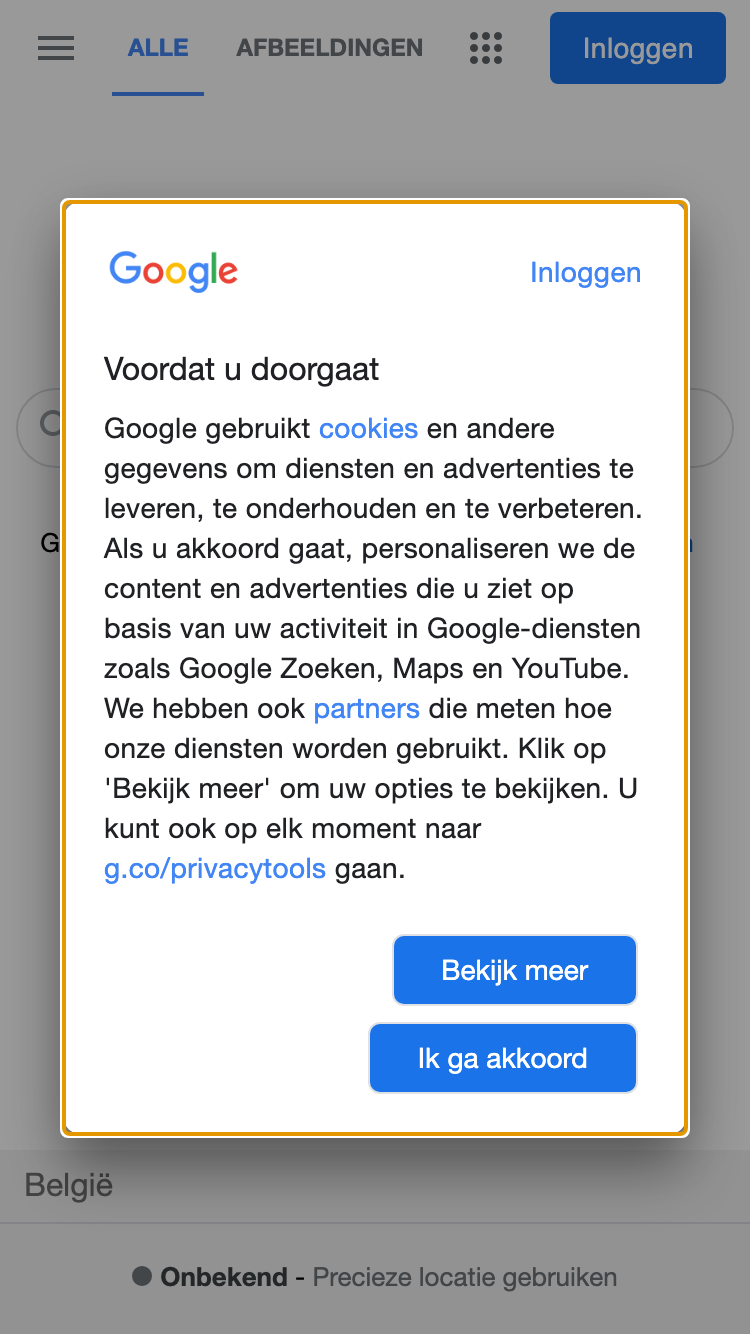 ALLE AFBEELDINGEN Inloggen
Google Inloggen
Voordat u doorgaat
Google gebruikt cookies en andere
gegevens om diensten en advertenties te
leveren, te onderhouden en te verbeteren.
Als u akkoord gaat, personaliseren we de
content en advertenties die u ziet op
basis van uw activiteit in Google-diensten
zoals Google Zoeken, Maps en YouTube.
We hebben ook partners die meten hoe
onze diensten worden gebruikt. Klik op
'Bekijk meer' om uw opties te bekijken. U
kunt ook op elk moment naar
g.co/privacytools gaan.
Bekijk meer
Ik ga akkoord
België
Onbekend - Precieze locatie gebruiken